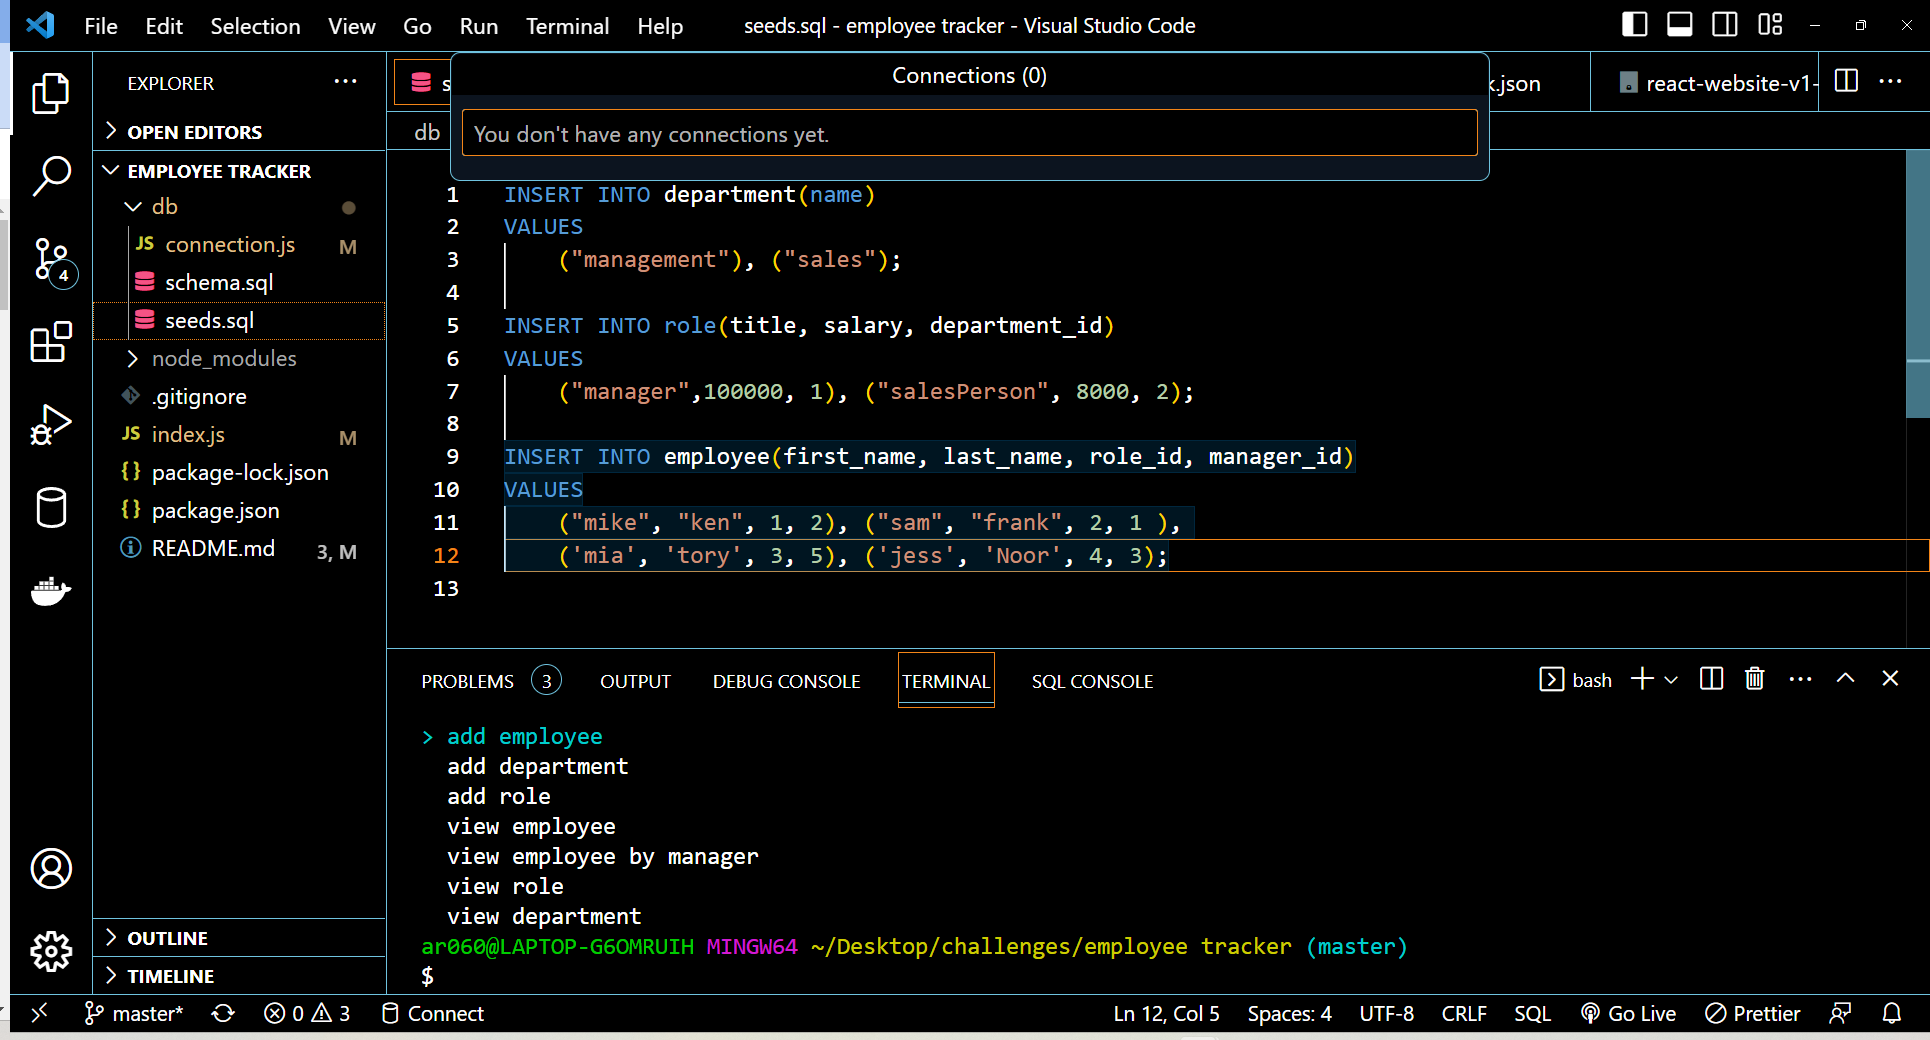 File Edit Selection View Go Run Terminal Help seeds.sql - employee tracker - Visual Studio Code
EXPLORER
Connections (0)
k.json
react-website-v1-
You don't have any connections yet.
OPEN EDITORS
db
EMPLOYEE TRACKER
db
JS connection.js M
schema.sql
seeds.sql
node_modules
.gitignore
JS index.js M
{} package-lock.json
{} package.json
README.md 3, M
OUTLINE
TIMELINE
4
1 INSERT INTO department(name)
2 VALUES
3 ("management"), ("sales");
4
5 INSERT INTO role(title, salary, department_id)
6 VALUES
7 ("manager",100000, 1), ("salesPerson", 8000, 2);
8
9 INSERT INTO employee(first_name, last_name, role_id, manager_id)
10 VALUES
11 ("mike", "ken", 1, 2), ("sam", "frank", 2, 1 ),
12 ('mia', 'tory', 3, 5), ('jess', 'Noor', 4, 3);
13
PROBLEMS 3 OUTPUT DEBUG CONSOLE TERMINAL SQL CONSOLE bash
> add employee
add department
add role
view employee
view employee by manager
view role
view department
ar060@LAPTOP-G6OMRUIH MINGW64 ~/Desktop/challenges/employee tracker (master)
$
master* 0 3 Connect Ln 12, Col 5 Spaces: 4 UTF-8 CRLF SQL Go Live Prettier